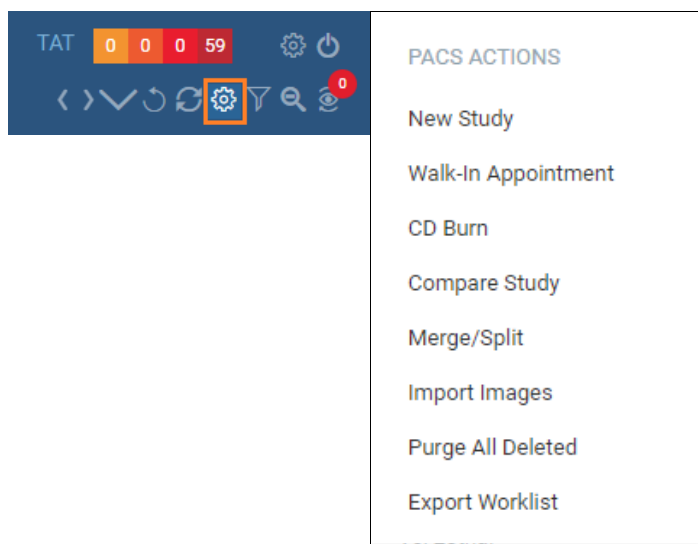 TAT 0 0 0 59
0
PACS ACTIONS
New Study
Walk-In Appointment
CD Burn
Compare Study
Merge/Split
Import Images
Purge All Deleted
Export Worklist